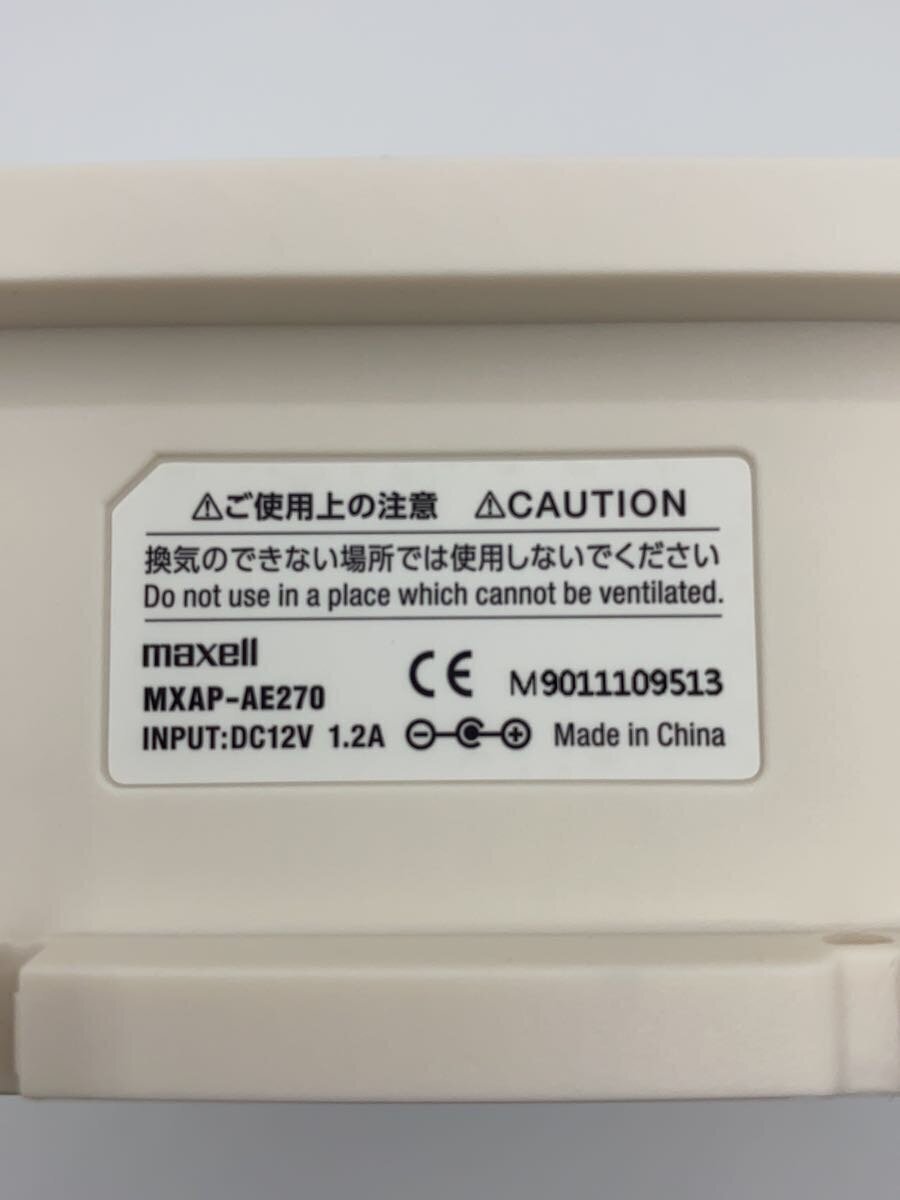 ⚠ご使用上の注意 ⚠CAUTION
換気のできない場所では使用しないでください
Do not use in a place which cannot be ventilated.
maxell
MXAP-AE270
CE M9011109513
INPUT:DC12V 1.2A Made in China